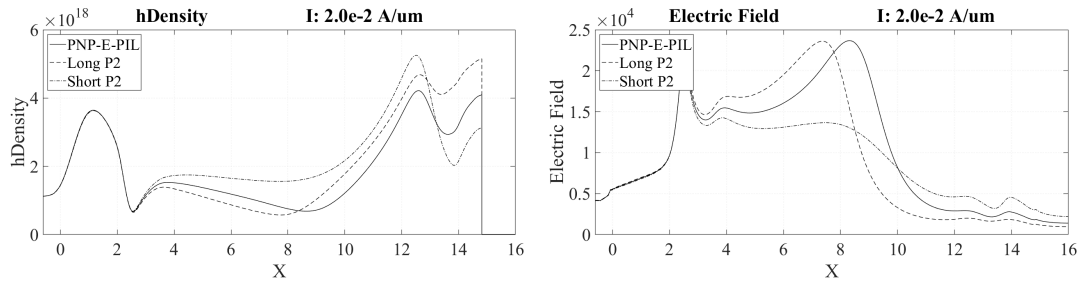 ×10^18 hDensity I: 2.0e-2 A/um
6
PNP-E-PIL
Long P2
Short P2
4
2
0
hDensity
0 2 4 6 8 10 12 14 16
X
×10^4 Electric Field I: 2.0e-2 A/um
2.5
PNP-E-PIL
Long P2
Short P2
2
1.5
1
0.5
0
Electric Field
0 2 4 6 8 10 12 14 16
X